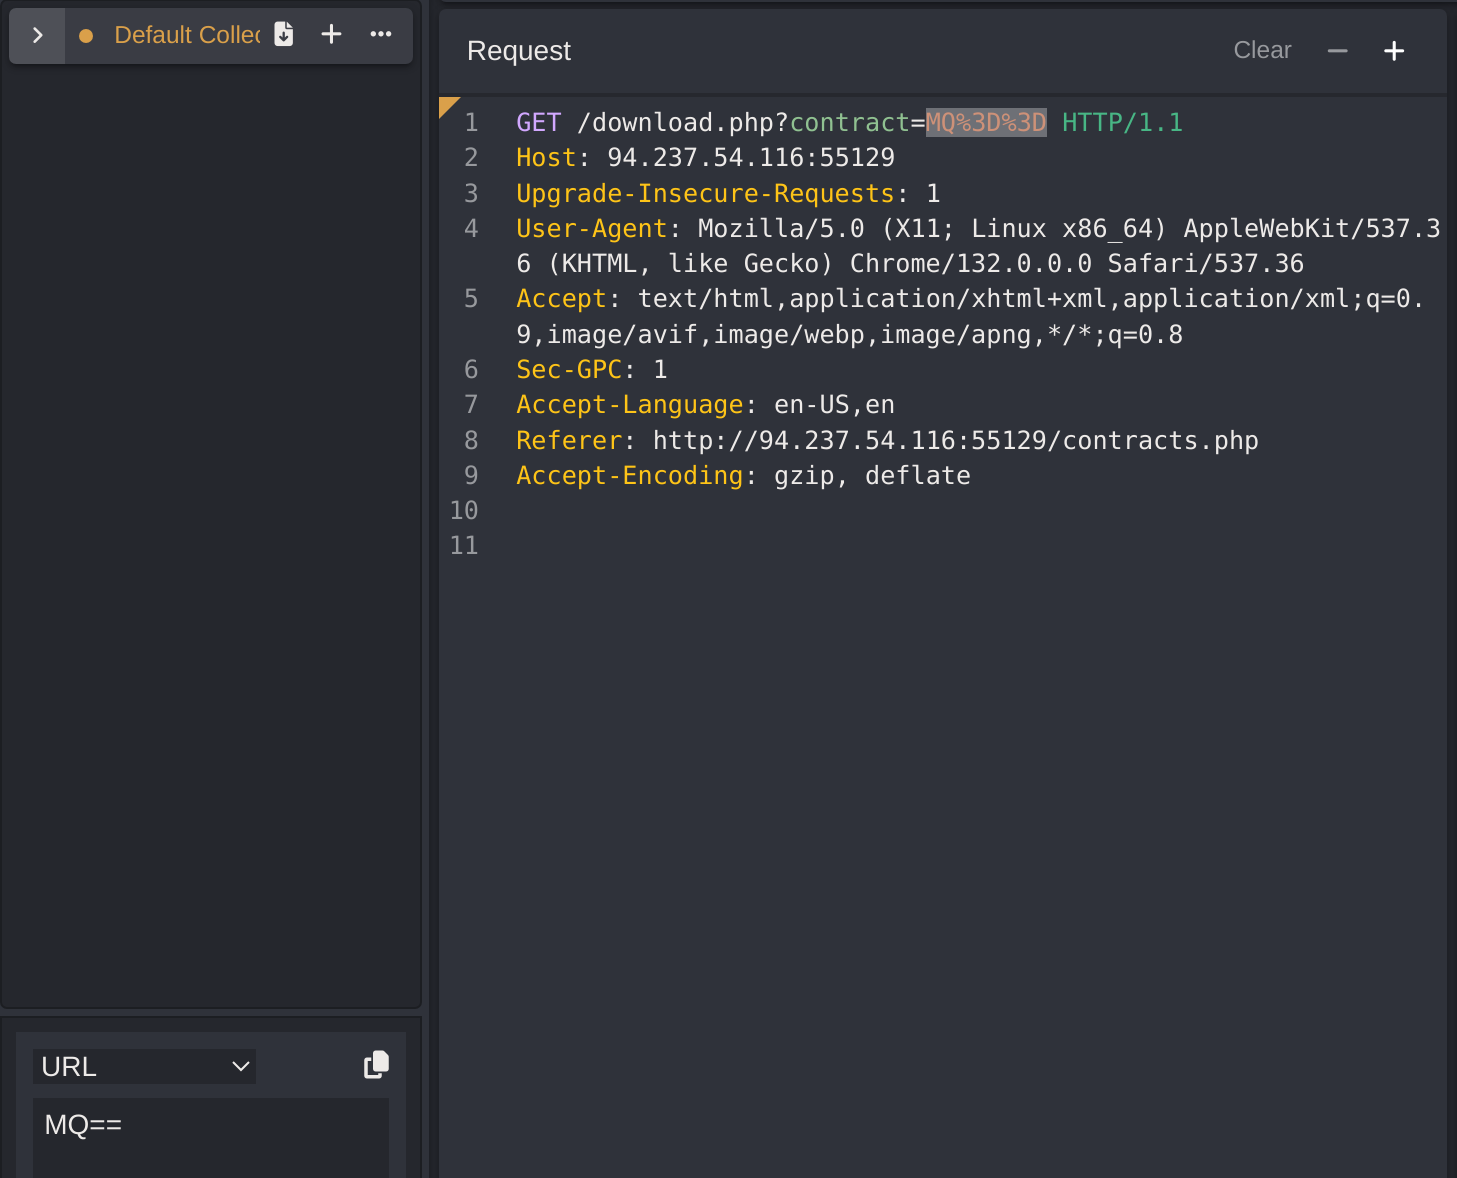 Default Collec
Request
Clear
1 GET /download.php?contract=MQ%3D%3D HTTP/1.1
2 Host: 94.237.54.116:55129
3 Upgrade-Insecure-Requests: 1
4 User-Agent: Mozilla/5.0 (X11; Linux x86_64) AppleWebKit/537.3
6 (KHTML, like Gecko) Chrome/132.0.0.0 Safari/537.36
5 Accept: text/html,application/xhtml+xml,application/xml;q=0.
9,image/avif,image/webp,image/apng,*/*;q=0.8
6 Sec-GPC: 1
7 Accept-Language: en-US,en
8 Referer: http://94.237.54.116:55129/contracts.php
9 Accept-Encoding: gzip, deflate
10
11
URL
MQ==